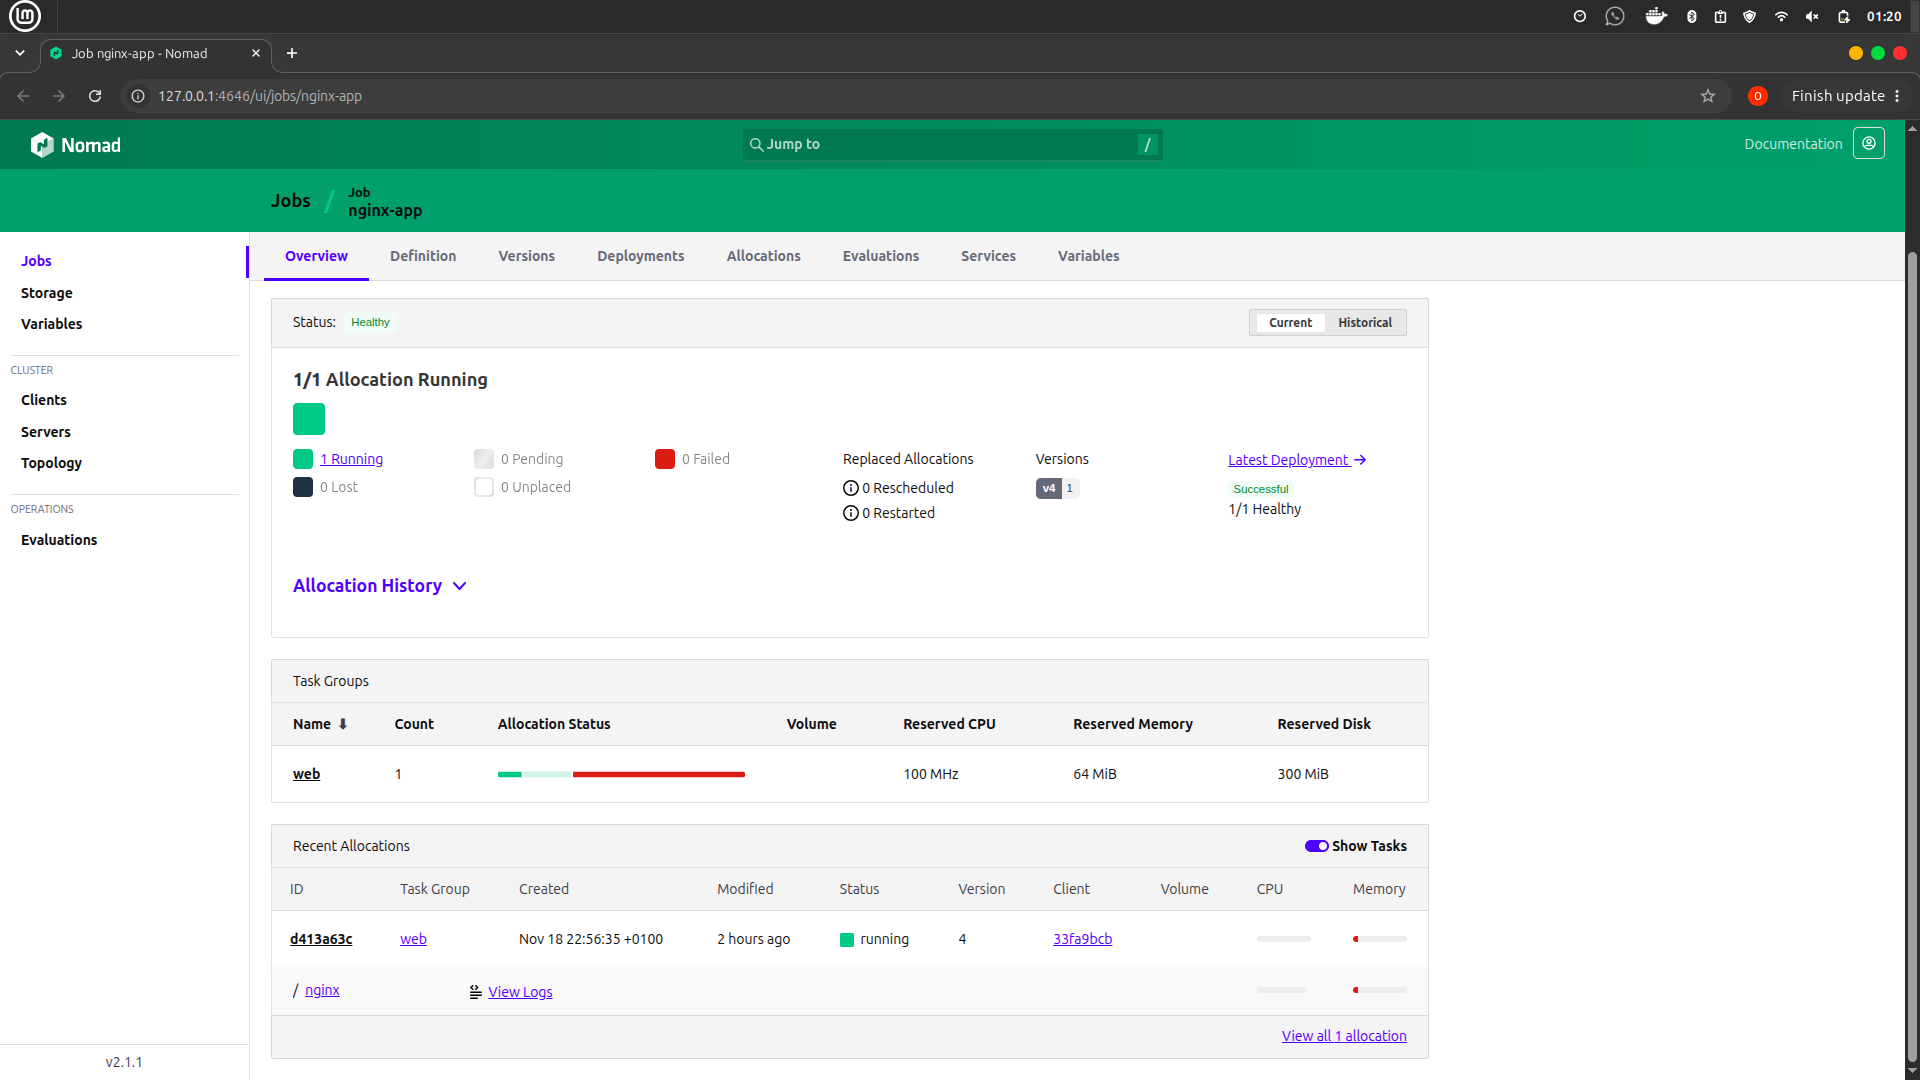 01:20
Job nginx-app - Nomad
127.0.0.1:4646/ui/jobs/nginx-app
O
Finish update
Nomad
Jump to
/
Documentation
Jobs / Job
nginx-app
Jobs
Storage
Variables
CLUSTER
Clients
Servers
Topology
OPERATIONS
Evaluations
v2.1.1
Overview Definition Versions Deployments Allocations Evaluations Services Variables
Status: Healthy
Current Historical
1/1 Allocation Running
1 Running 0 Pending 0 Failed
0 Lost 0 Unplaced
Replaced Allocations
0 Rescheduled
0 Restarted
Versions
v4 1
Latest Deployment
Successful
1/1 Healthy
Allocation History
Task Groups
Name Count Allocation Status Volume Reserved CPU Reserved Memory Reserved Disk
web 1 100 MHz 64 MiB 300 MiB
Recent Allocations
Show Tasks
ID Task Group Created Modified Status Version Client Volume CPU Memory
d413a63c web Nov 18 22:56:35 +0100 2 hours ago running 4 33fa9bcb
/ nginx View Logs
View all 1 allocation